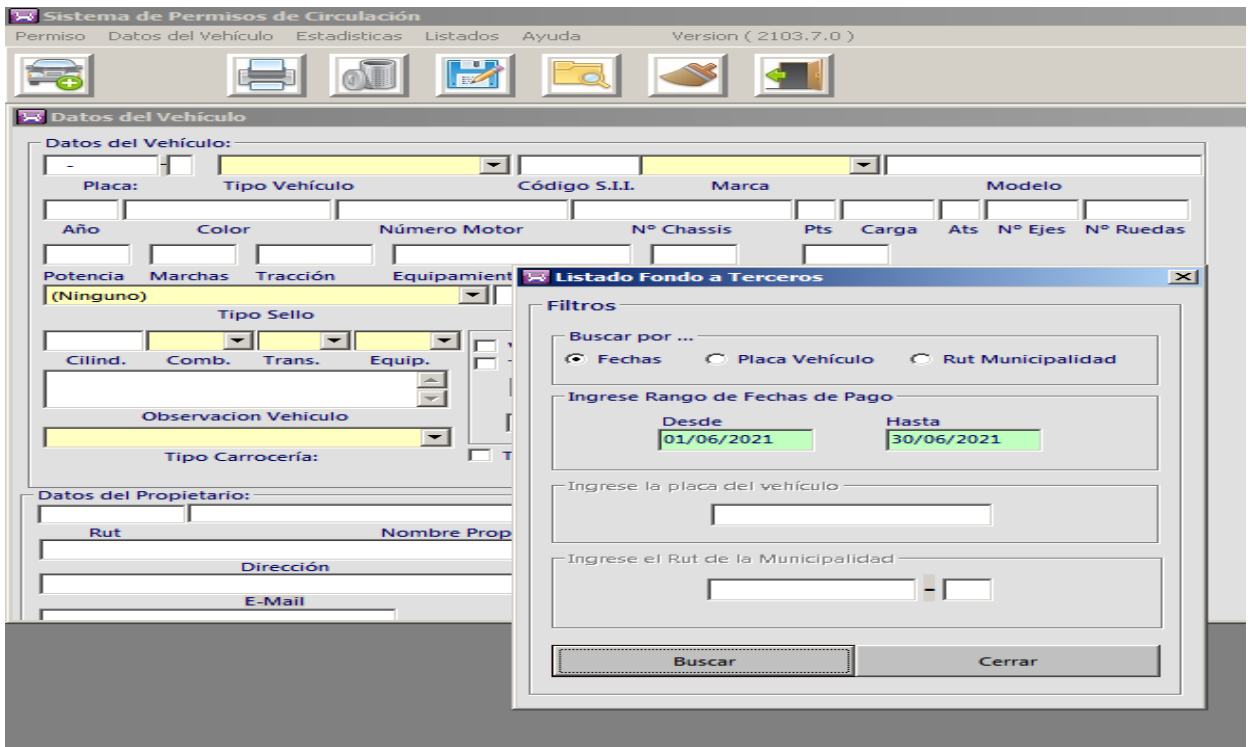 Sistema de Permisos de Circulación
Permiso Datos del Vehículo Estadisticas Listados Ayuda Version ( 2103.7.0 )
Datos del Vehículo
Datos del Vehículo:
- -
Placa: Tipo Vehículo Código S.I.I. Marca Modelo
Año Color Número Motor Nº Chassis Pts Carga Ats Nº Ejes Nº Ruedas
Potencia Marchas Tracción Equipamient
(Ninguno)
Tipo Sello
Cilind. Comb. Trans. Equip.
Observacion Vehiculo
Tipo Carrocería: T
Datos del Propietario:
Rut Nombre Prop
Dirección
E-Mail
Listado Fondo a Terceros
Filtros
Buscar por ...
Fechas Placa Vehículo Rut Municipalidad
Ingrese Rango de Fechas de Pago
Desde Hasta
01/06/2021 30/06/2021
Ingrese la placa del vehículo
Ingrese el Rut de la Municipalidad
-
Buscar Cerrar